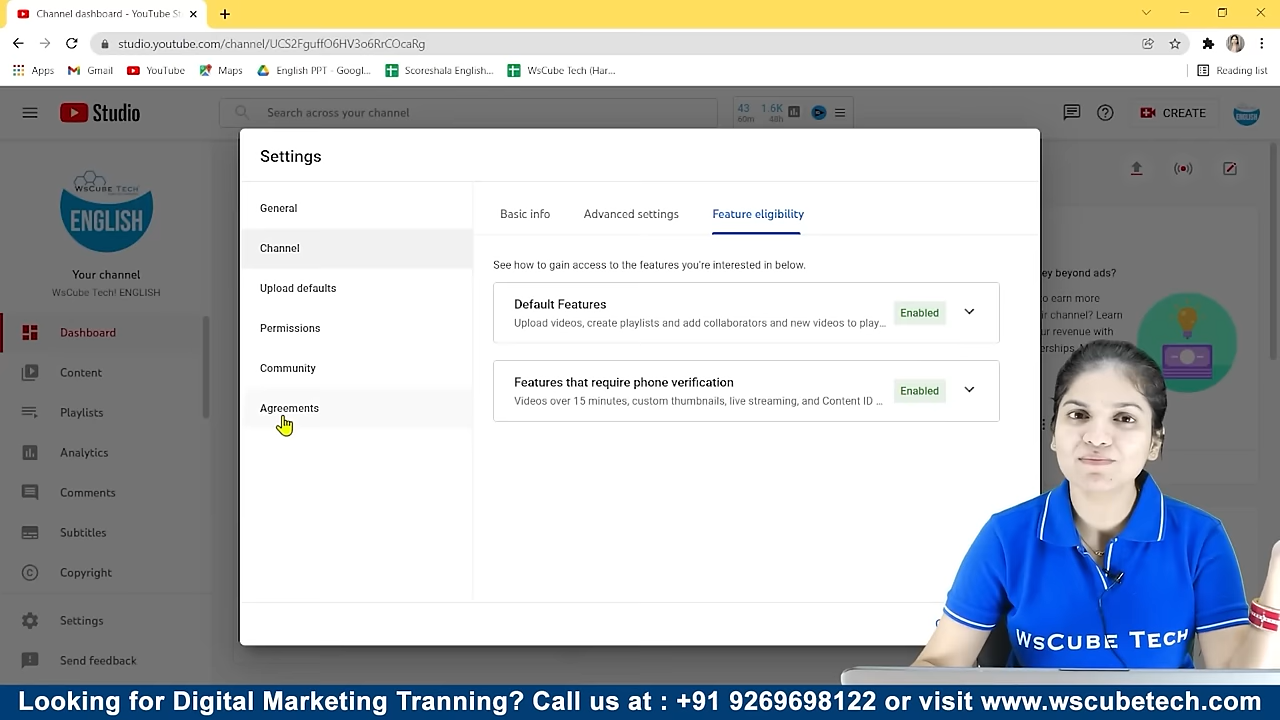 Channel dashboard - YouTube St
studio.youtube.com/channel/UCS2FguffO6HV3o6RrCOcaRg
Apps
Gmail
YouTube
Maps
English PPT - Googl...
Scoreshala English...
WsCube Tech (Har...
Reading list
Studio
Search across your channel
43
60m
1.6K
48h
CREATE
ENGLISH
WSCUBE TECH
ENGLISH
Your channel
WsCube Tech! ENGLISH
Dashboard
Content
Playlists
Analytics
Comments
Subtitles
Copyright
Settings
Send feedback
Settings
General
Channel
Upload defaults
Permissions
Community
Agreements
Basic info
Advanced settings
Feature eligibility
See how to gain access to the features you're interested in below.
Default Features
Upload videos, create playlists and add collaborators and new videos to play...
Enabled
Features that require phone verification
Videos over 15 minutes, custom thumbnails, live streaming, and Content ID ...
Enabled
ey beyond ads?
o earn more
ir channel? Learn
ur revenue with
erships.
WSCUBE TECH
Looking for Digital Marketing Tranning? Call us at : +91 9269698122 or visit www.wscubetech.com